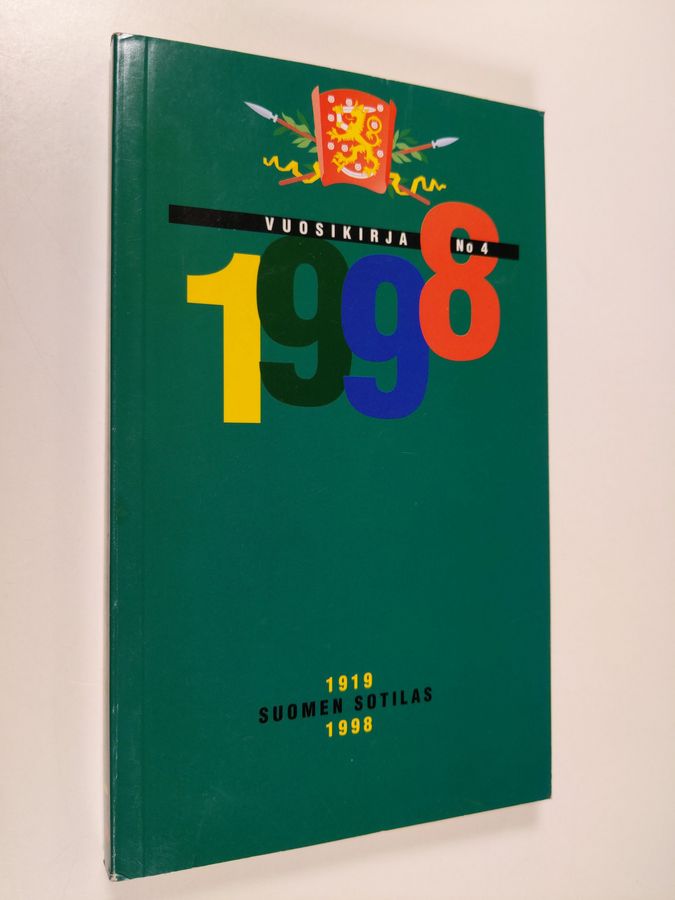 VUOSIKIRJA No 4
1998
1919
SUOMEN SOTILAS
1998